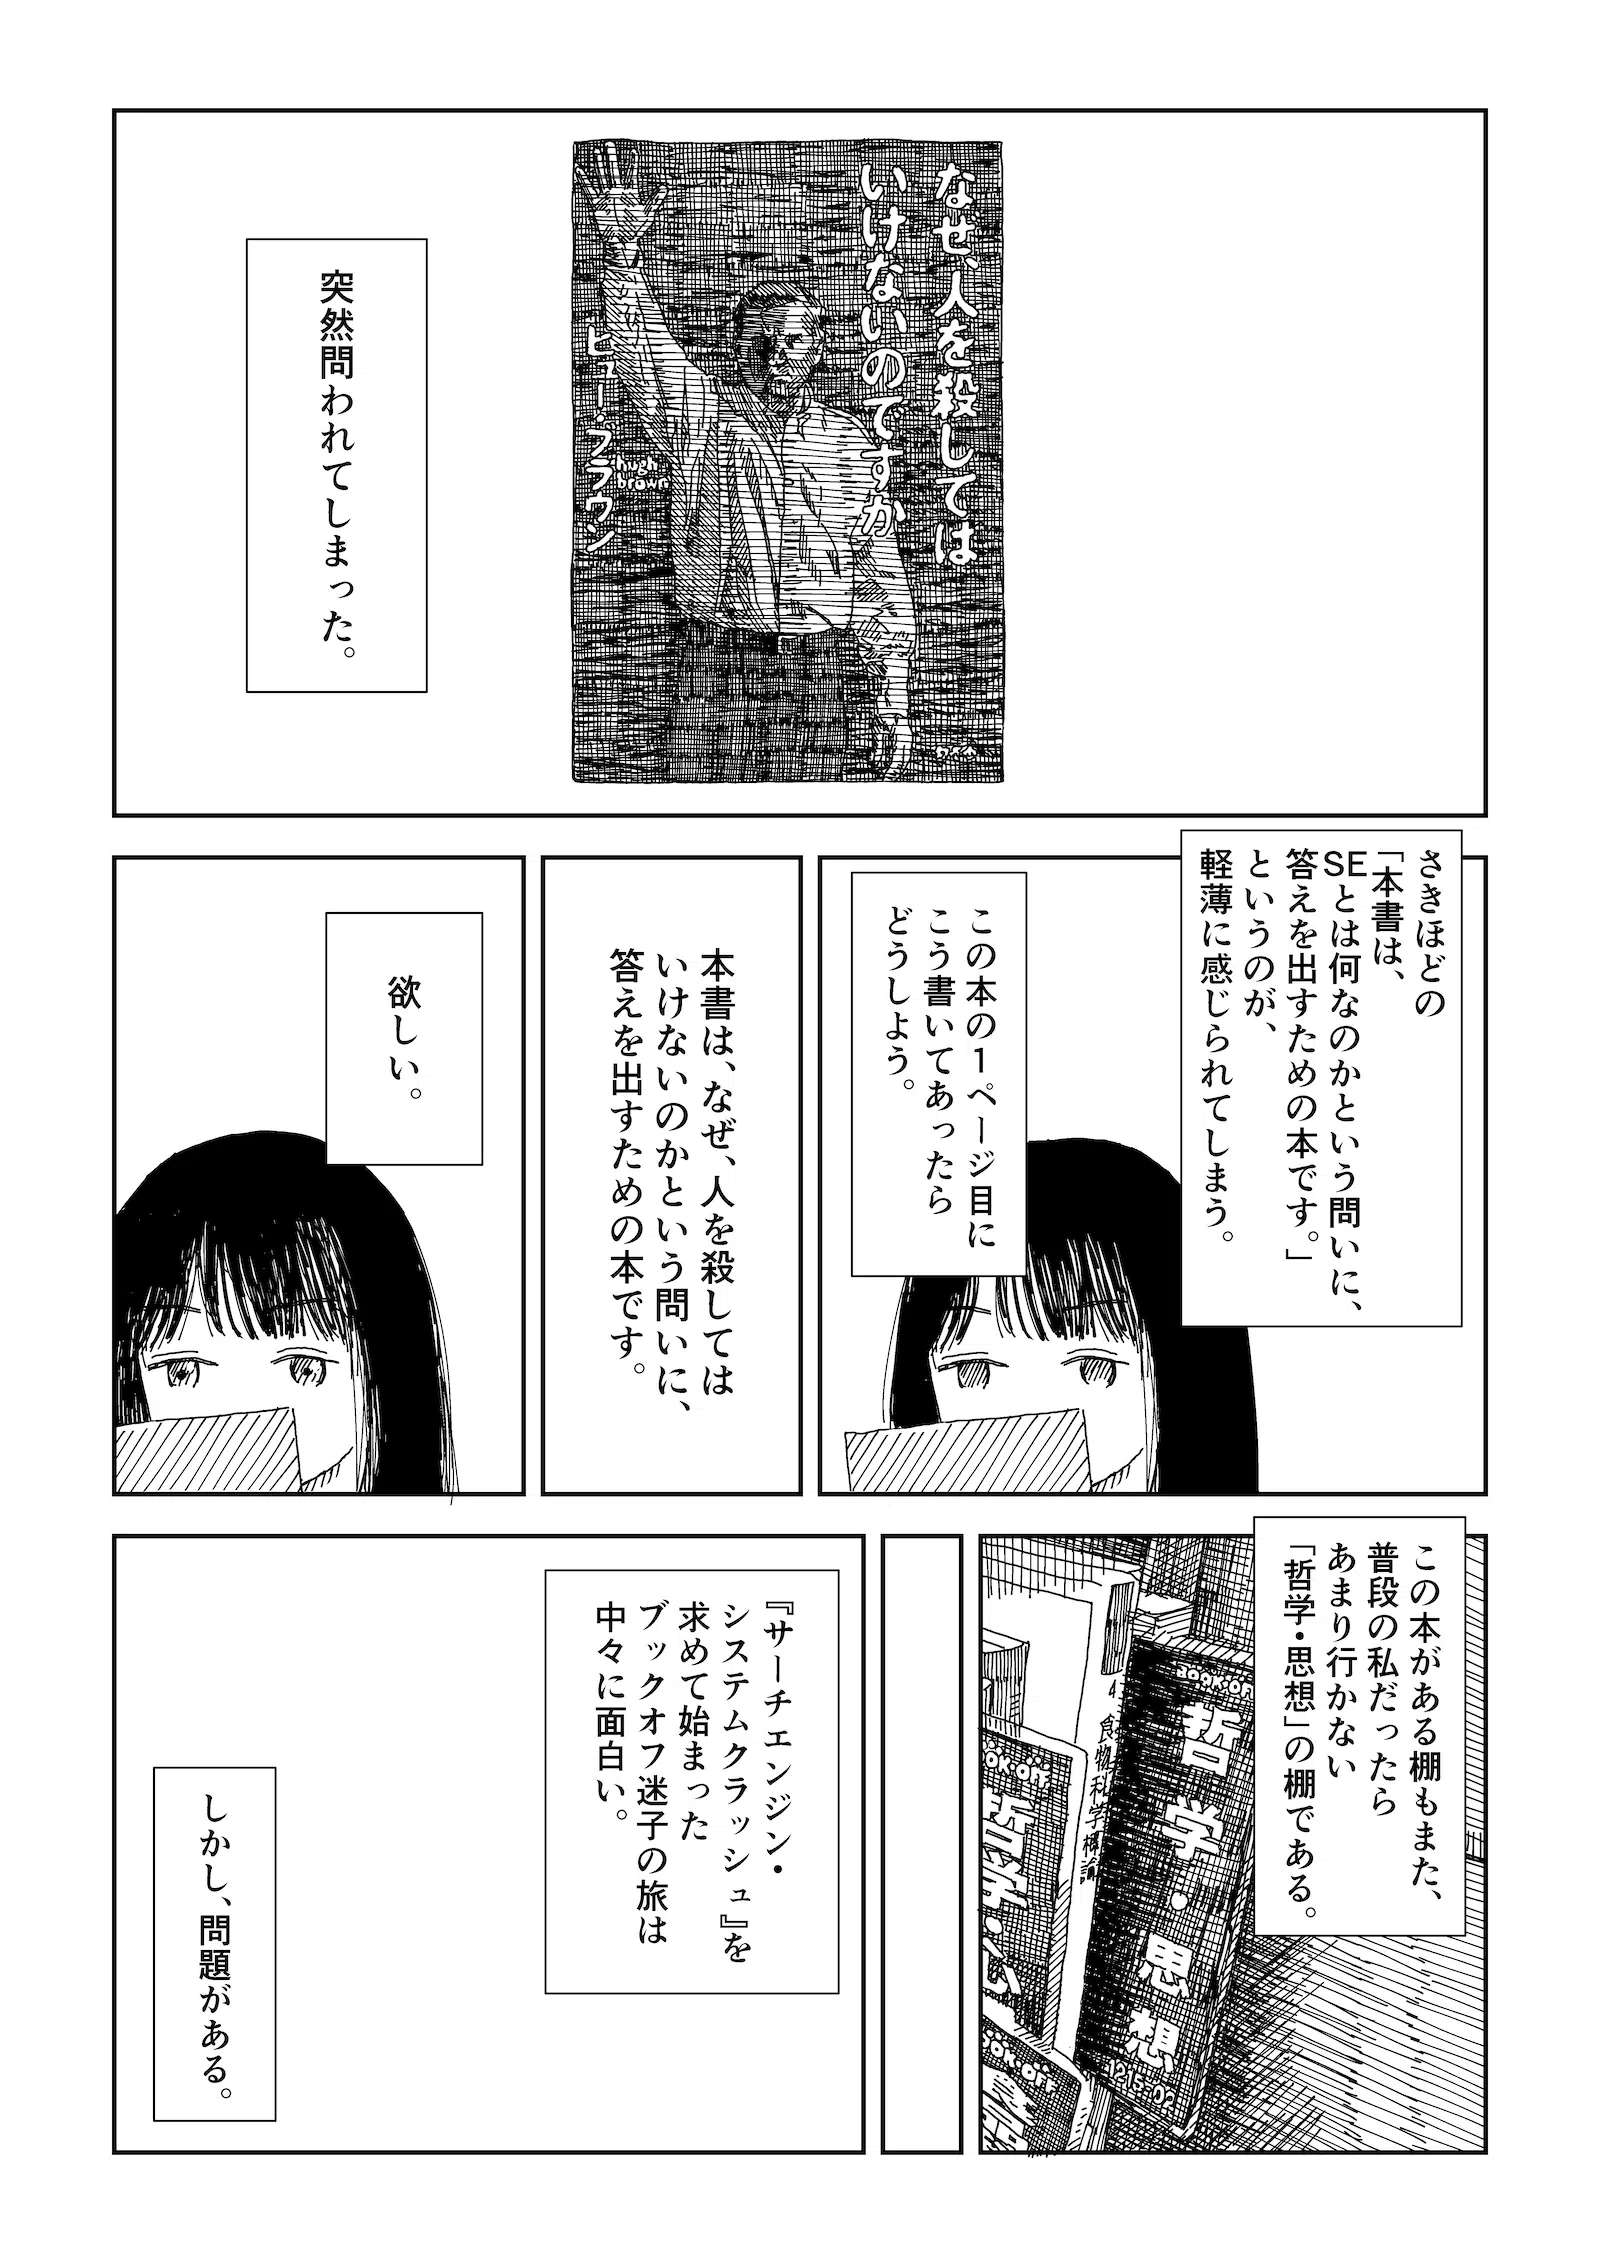 なぜ、人を殺しては
いけないのですか
ヒュー・ブラウン
hugh
brown
突然問われてしまった。
さきほどの
「本書は、
SEとは何なのかという問いに、
答えを出すための本です。」
というのが、
軽薄に感じられてしまう。
この本の1ページ目に
こう書いてあったら
どうしよう。
本書は、なぜ、人を殺しては
いけないのかという問いに、
答えを出すための本です。
欲しい。
この本がある棚もまた、
普段の私だったら
あまり行かない
「哲学・思想」の棚である。
BOOK・OFF
哲学・思想
1215-02
4
食物科学概論
BOOK・OFF
哲学・
BOOK・OFF
『サーチエンジン・
システムクラッシュ』を
求めて始まった
ブックオフ迷子の旅は
中々に面白い。
しかし、問題がある。